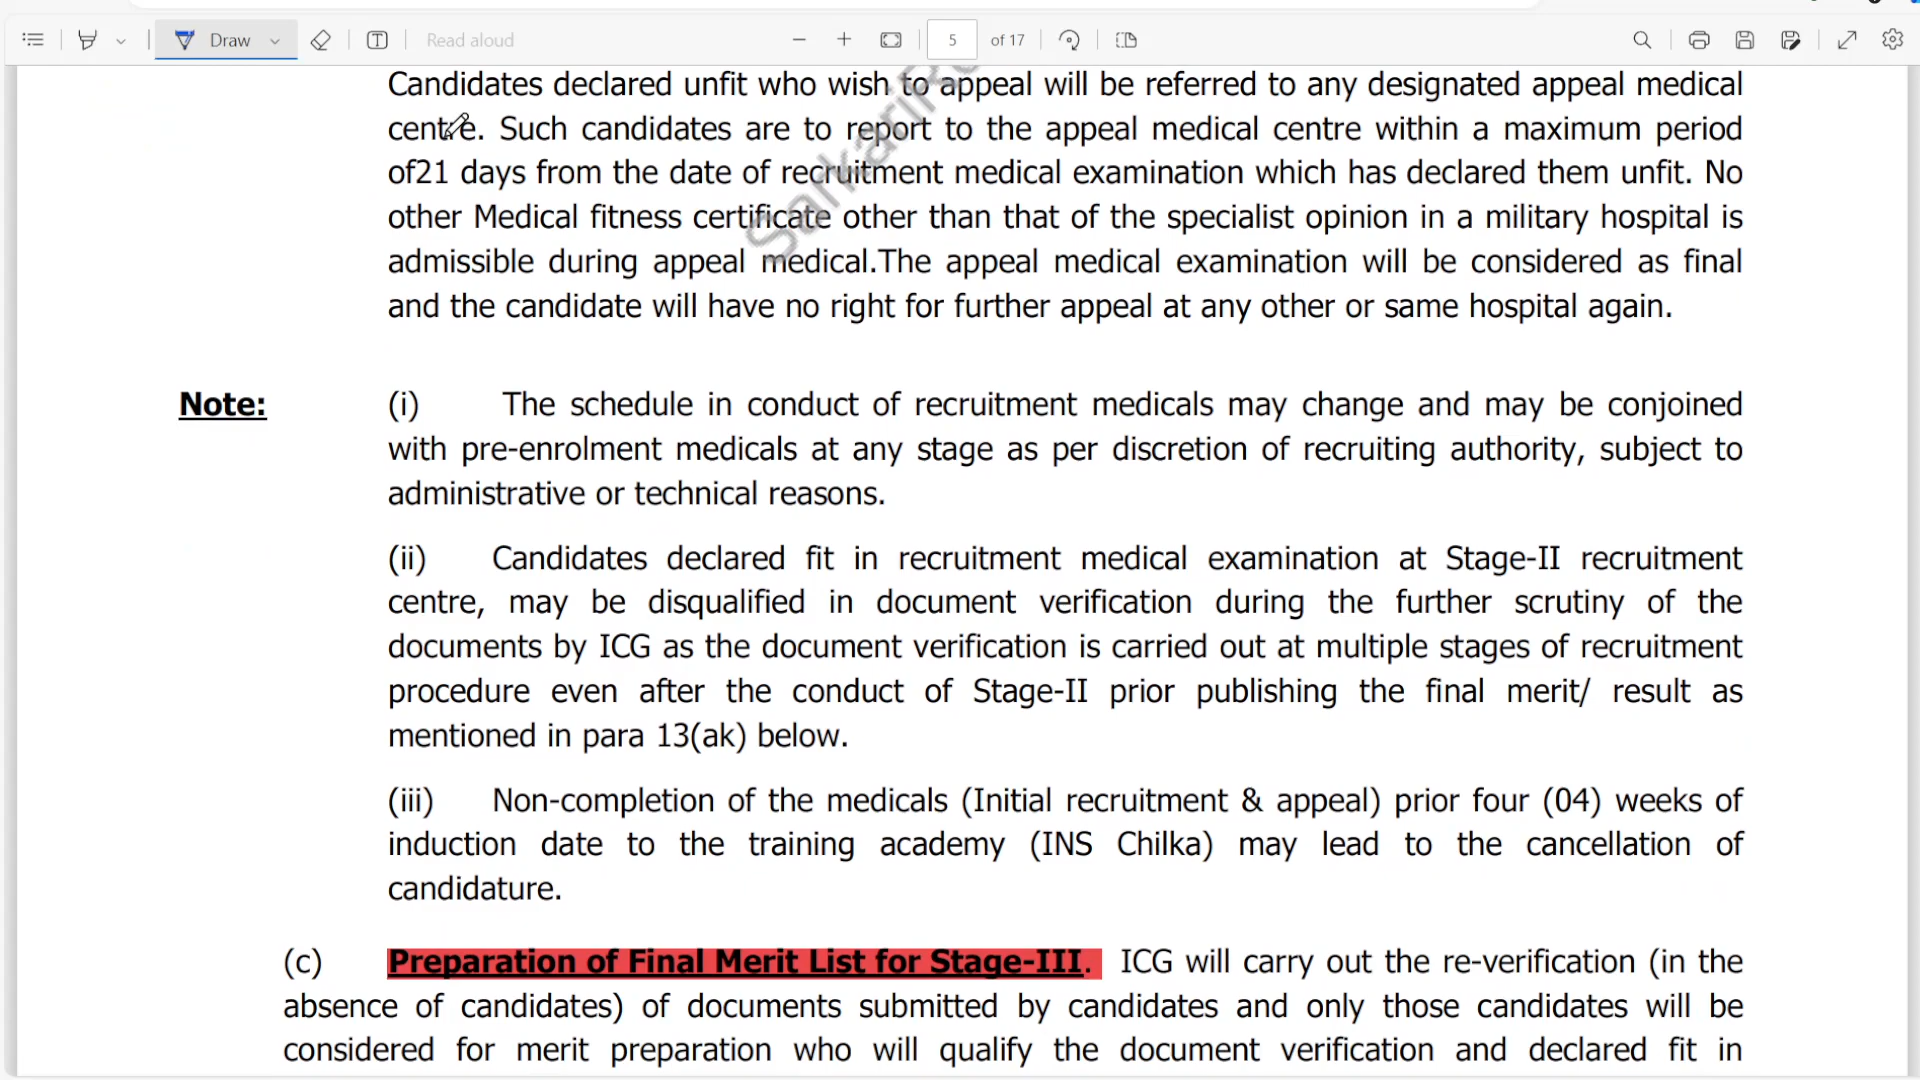 Draw
Read aloud
5 of 17
Candidates declared unfit who wish to appeal will be referred to any designated appeal medical
centre. Such candidates are to report to the appeal medical centre within a maximum period
of21 days from the date of recruitment medical examination which has declared them unfit. No
other Medical fitness certificate other than that of the specialist opinion in a military hospital is
admissible during appeal medical.The appeal medical examination will be considered as final
and the candidate will have no right for further appeal at any other or same hospital again.
Note: (i) The schedule in conduct of recruitment medicals may change and may be conjoined
with pre-enrolment medicals at any stage as per discretion of recruiting authority, subject to
administrative or technical reasons.
(ii) Candidates declared fit in recruitment medical examination at Stage-II recruitment
centre, may be disqualified in document verification during the further scrutiny of the
documents by ICG as the document verification is carried out at multiple stages of recruitment
procedure even after the conduct of Stage-II prior publishing the final merit/ result as
mentioned in para 13(ak) below.
(iii) Non-completion of the medicals (Initial recruitment & appeal) prior four (04) weeks of
induction date to the training academy (INS Chilka) may lead to the cancellation of
candidature.
(c) Preparation of Final Merit List for Stage-III. ICG will carry out the re-verification (in the
absence of candidates) of documents submitted by candidates and only those candidates will be
considered for merit preparation who will qualify the document verification and declared fit in